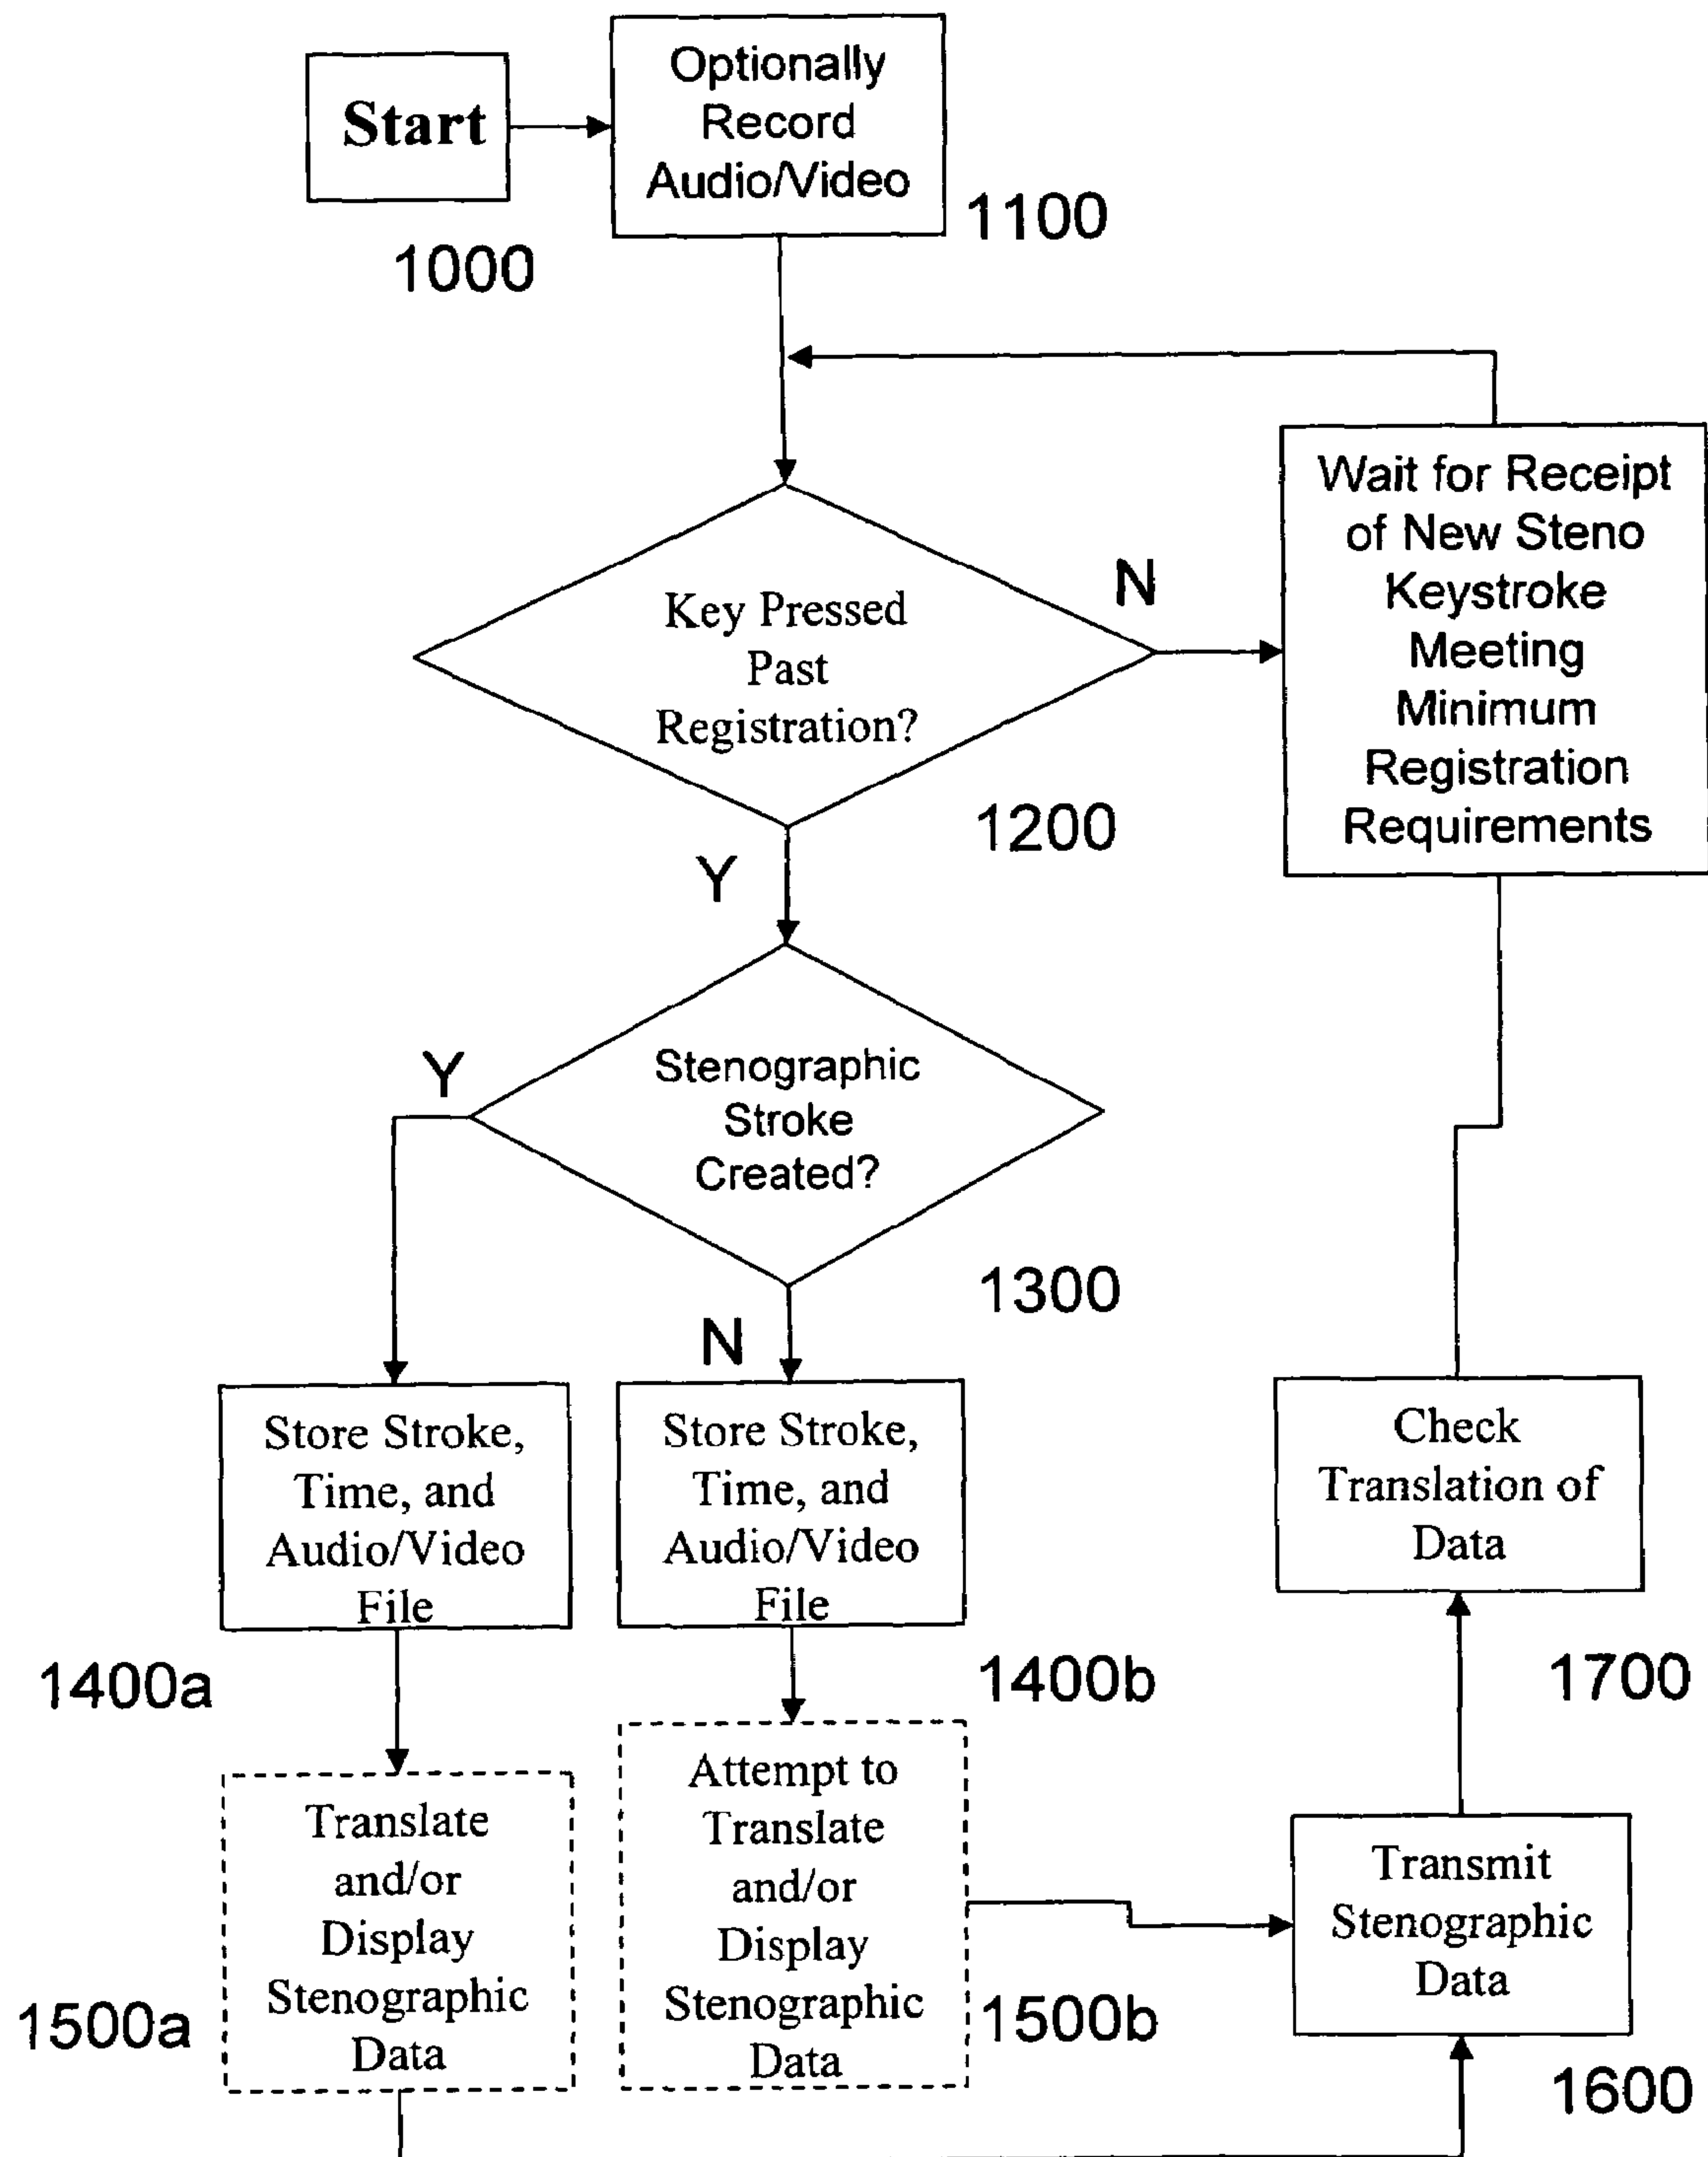 Start
1000
Optionally
Record
Audio/Video
1100
Key Pressed
Past
Registration?
1200
N
Y
Wait for Receipt
of New Steno
Keystroke
Meeting
Minimum
Registration
Requirements
Stenographic
Stroke
Created?
1300
Y
N
Store Stroke,
Time, and
Audio/Video
File
1400a
Store Stroke,
Time, and
Audio/Video
File
1400b
Translate
and/or
Display
Stenographic
Data
1500a
Attempt to
Translate
and/or
Display
Stenographic
Data
1500b
Transmit
Stenographic
Data
1600
Check
Translation of
Data
1700